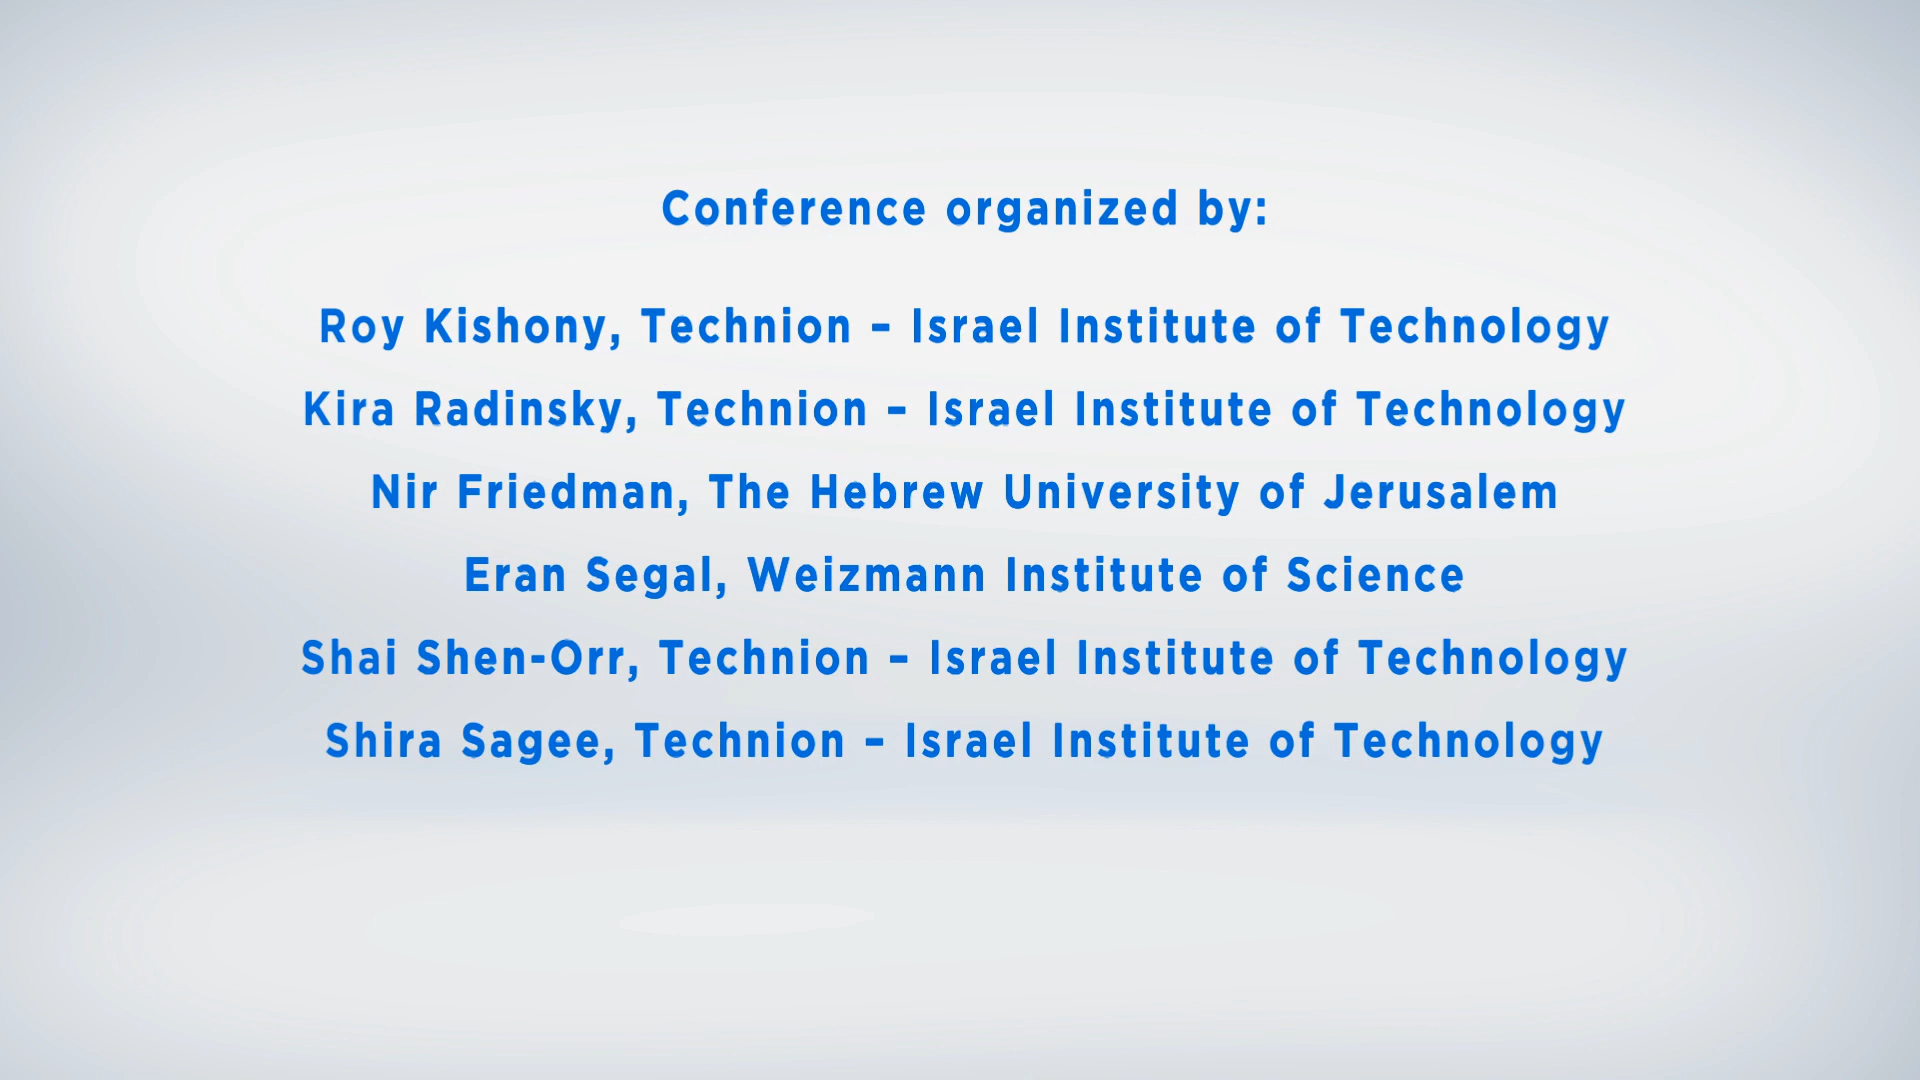 Conference organized by:
Roy Kishony, Technion – Israel Institute of Technology
Kira Radinsky, Technion – Israel Institute of Technology
Nir Friedman, The Hebrew University of Jerusalem
Eran Segal, Weizmann Institute of Science
Shai Shen-Orr, Technion – Israel Institute of Technology
Shira Sagee, Technion – Israel Institute of Technology